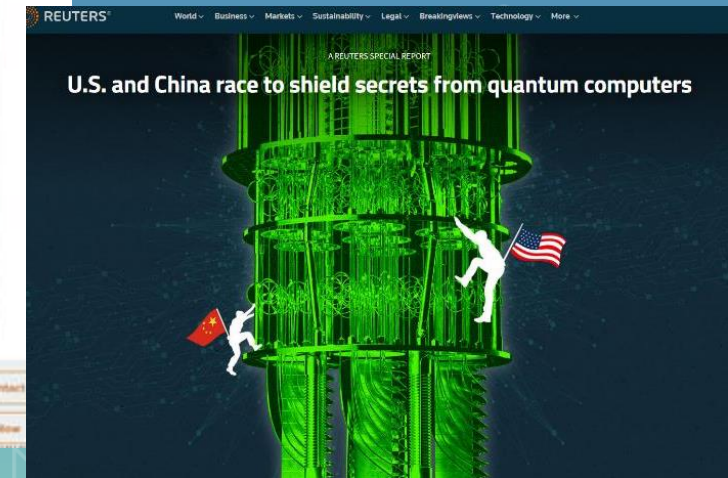 REUTERS®
World Business Markets Sustainability Legal Breakingviews Technology More
A REUTERS SPECIAL REPORT
U.S. and China race to shield secrets from quantum computers